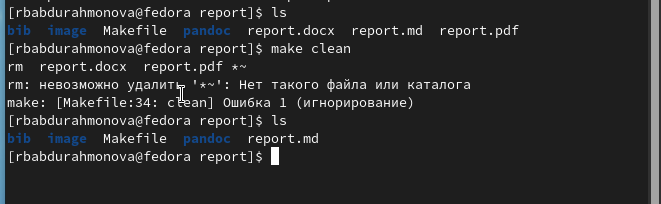 [rbabdurahmonova@fedora report]$ ls
bib  image  Makefile  pandoc  report.docx  report.md  report.pdf
[rbabdurahmonova@fedora report]$ make clean
rm  report.docx  report.pdf *~
rm: невозможно удалить '*~': Нет такого файла или каталога
make: [Makefile:34: clean] Ошибка 1 (игнорирование)
[rbabdurahmonova@fedora report]$ ls
bib  image  Makefile  pandoc  report.md
[rbabdurahmonova@fedora report]$